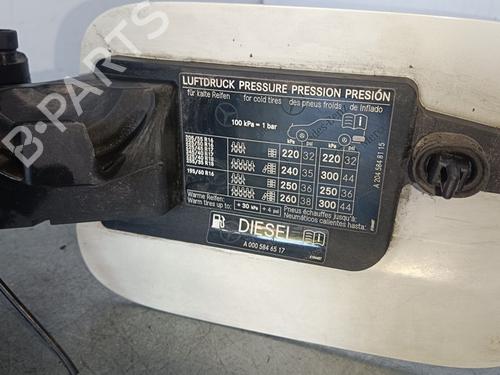 B-PARTS
LUFTDRUCK PRESSURE PRESSION PRESIÓN
für kalte Reifen for cold tires des pneus froids de Inflado
100 kPa = 1 bar
kPa psi kPa psi
220 32 220 32
240 35 300 44
195/60 R16 250 36 250 36
260 38 300 44
Warme Reifen:
Warm tires up to: + 30 kPa + 4 psi
Pneus échauffés jusqu'à:
Neumáticos calientes hasta:
A 204 584 81 15
DIESEL
A 000 584 65 17